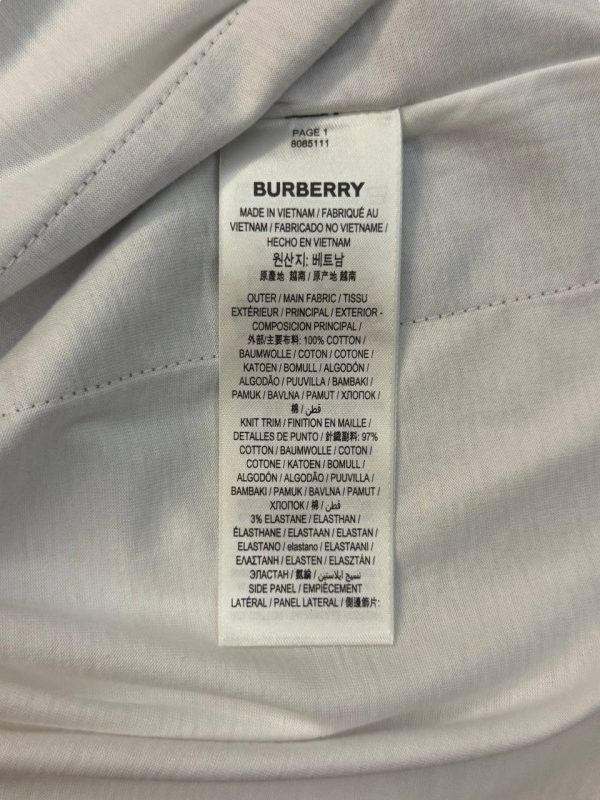 PAGE 1
8085111
BURBERRY
MADE IN VIETNAM / FABRIQUÉ AU
VIETNAM / FABRICADO NO VIETNAME /
HECHO EN VIETNAM
원산지: 베트남
原產地 越南 / 原产地 越南
OUTER / MAIN FABRIC / TISSU
EXTÉRIEUR / PRINCIPAL / EXTERIOR -
COMPOSICION PRINCIPAL /
外部/主要布料: 100% COTTON /
BAUMWOLLE / COTON / COTONE /
KATOEN / BOMULL / ALGODÓN /
ALGODÃO / PUUVILLA / BAMBAKI /
PAMUK / BAVLNA / PAMUT / ХЛОПОК /
棉 / قطن /
KNIT TRIM / FINITION EN MAILLE /
DETALLES DE PUNTO / 針織副料: 97%
COTTON / BAUMWOLLE / COTON /
COTONE / KATOEN / BOMULL /
ALGODÓN / ALGODÃO / PUUVILLA /
BAMBAKI / PAMUK / BAVLNA / PAMUT /
ХЛОПОК / 棉 / قطن /
3% ELASTANE / ELASTHAN /
ÉLASTHANE / ELASTAAN / ELASTAN /
ELASTANO / elastano / ELASTAANI /
ΕΛΑΣΤΑΝΗ / ELASTEN / ELASZTÁN /
ЭЛАСТАН / 氨綸 / نسيج ايلاستين /
SIDE PANEL / EMPIÈCEMENT
LATÉRAL / PANEL LATERAL / 側邊飾片: